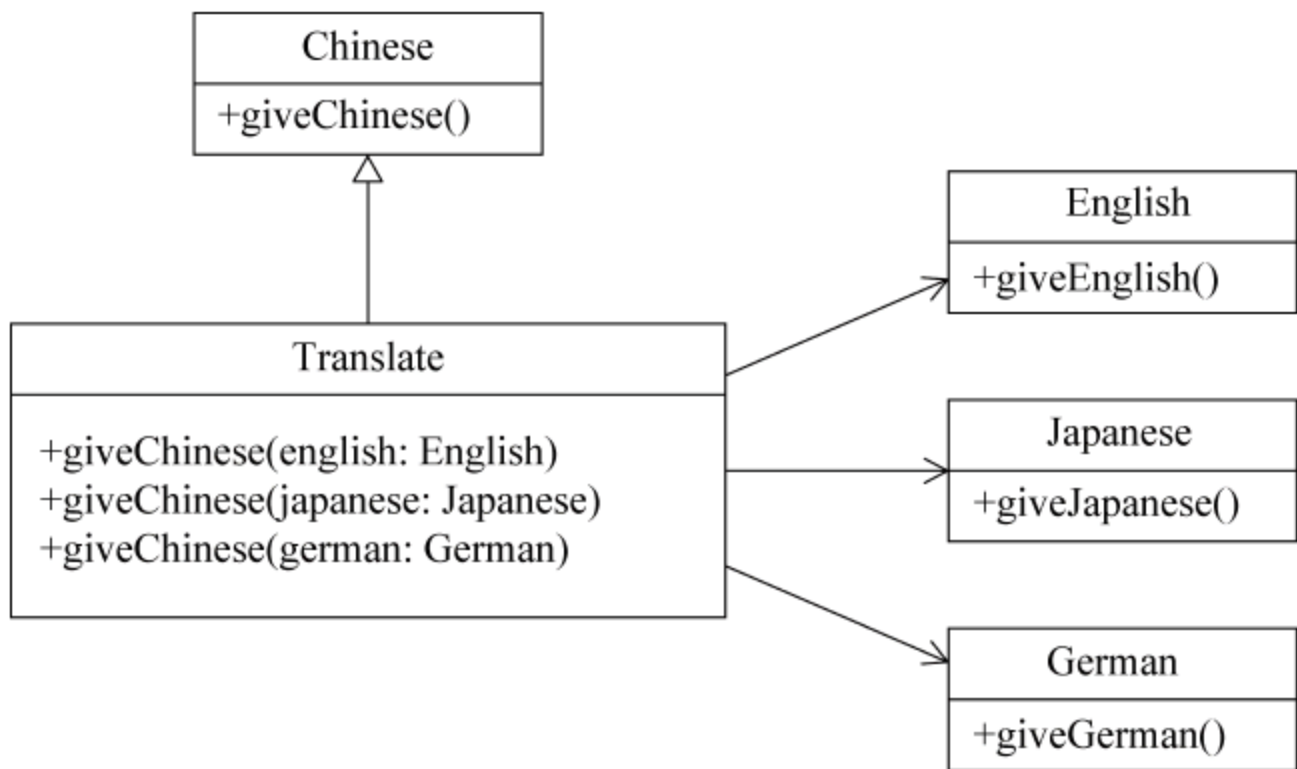 Chinese
+giveChinese()
English
+giveEnglish()
Translate
+giveChinese(english: English)
+giveChinese(japanese: Japanese)
+giveChinese(german: German)
Japanese
+giveJapanese()
German
+giveGerman()